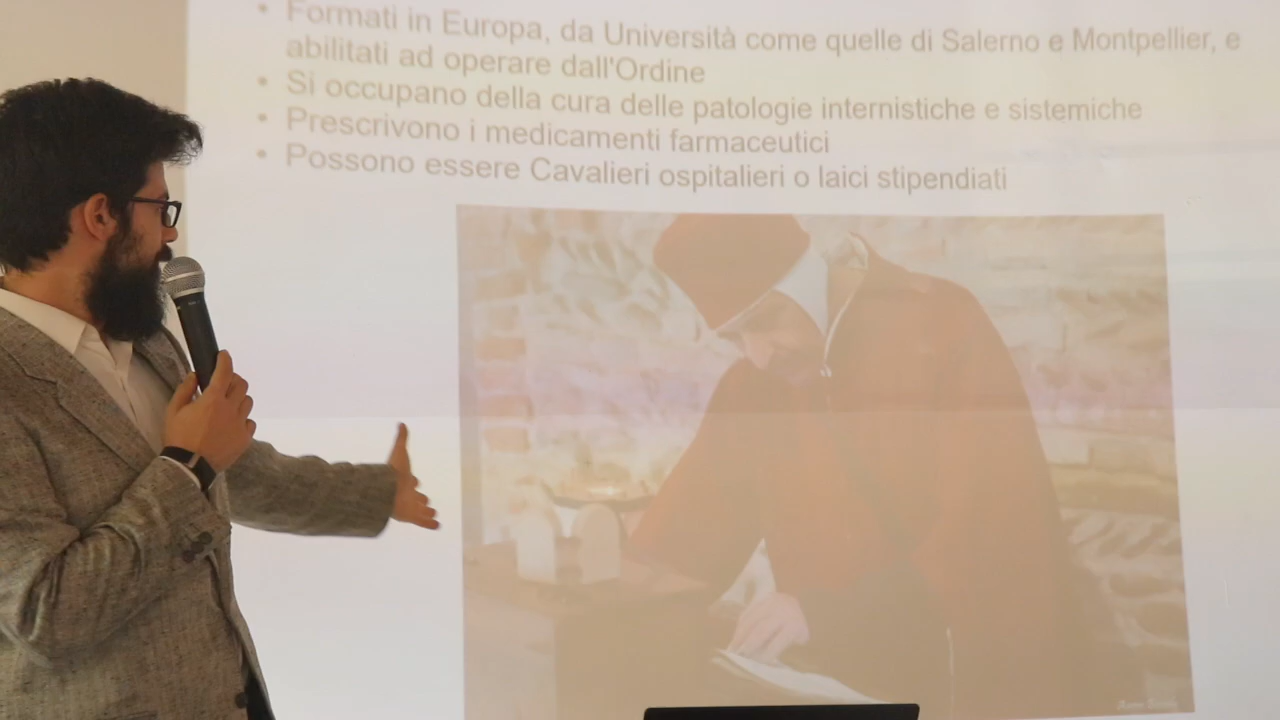 • Formati in Europa, da Università come quelle di Salerno e Montpellier, e
abilitati ad operare dall'Ordine
• Si occupano della cura delle patologie internistiche e sistemiche
• Prescrivono i medicamenti farmaceutici
• Possono essere Cavalieri ospitalieri o laici stipendiati